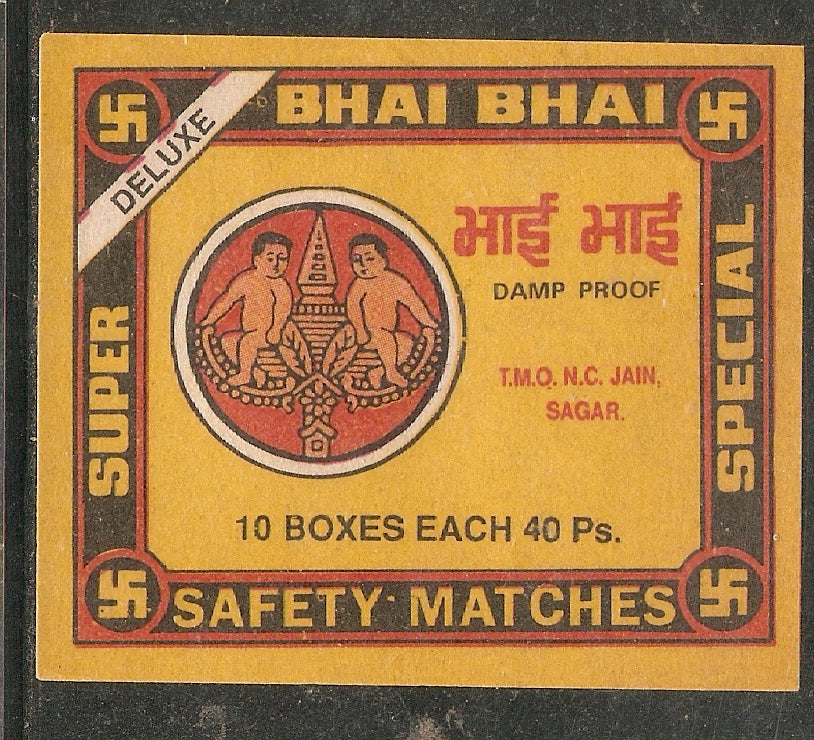 DELUXE
BHAI BHAI
भाई भाई
DAMP PROOF
T.M.O. N.C. JAIN,
SAGAR.
SUPER
SPECIAL
10 BOXES EACH 40 Ps.
SAFETY MATCHES